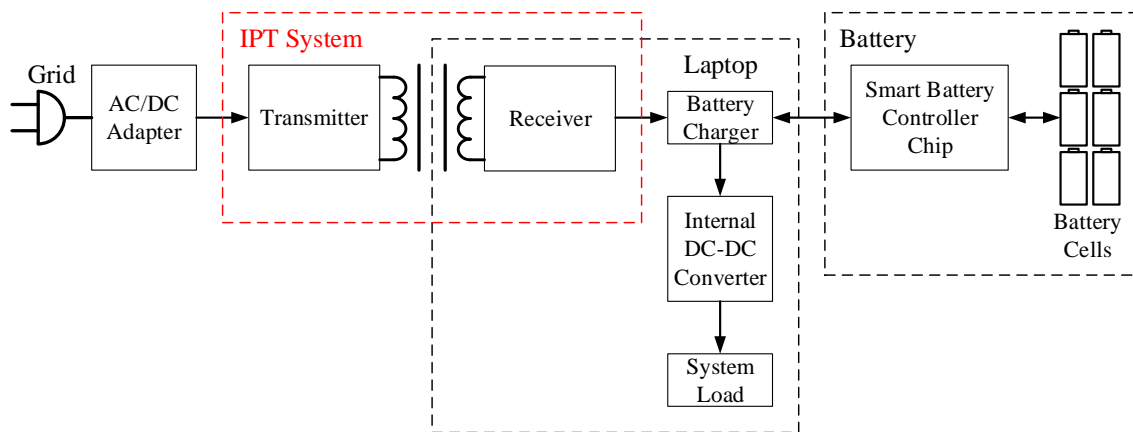 IPT System
Battery
Grid
Laptop
AC/DC
Adapter
Transmitter
Receiver
Battery
Charger
Smart Battery
Controller
Chip
Internal
DC-DC
Converter
Battery
Cells
System
Load